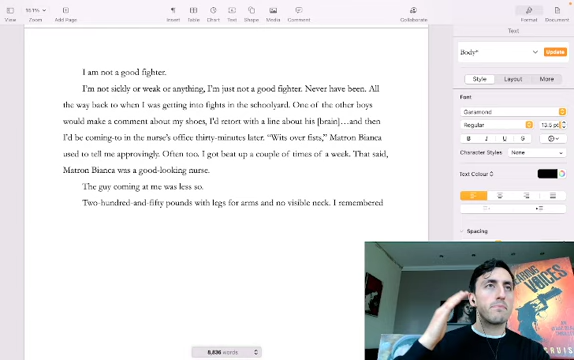 View
Zoom
Add Page
Insert
Table
Chart
Text
Shape
Media
Comment
Collaborate
Format
Document
Text
Body*
Update
Style
Layout
More
I am not a good fighter.
I'm not sickly or weak or anything, I'm just not a good fighter. Never have been. All
the way back to when I was getting into fights in the schoolyard. One of the other boys
would make a comment about my shoes, I'd retort with a line about his [brain]…and then
I'd be coming-to in the nurse's office thirty-minutes later. "Wits over fists," Matron Bianca
used to tell me approvingly. Often too. I got beat up a couple of times of a week. That said,
Matron Bianca was a good-looking nurse.
The guy coming at me was less so.
Two-hundred-and-fifty pounds with legs for arms and no visible neck. I remembered
Font
Garamond
Regular
13.5 pt
B I U S
Character Styles
None
Text Colour
Spacing
VOICES
words